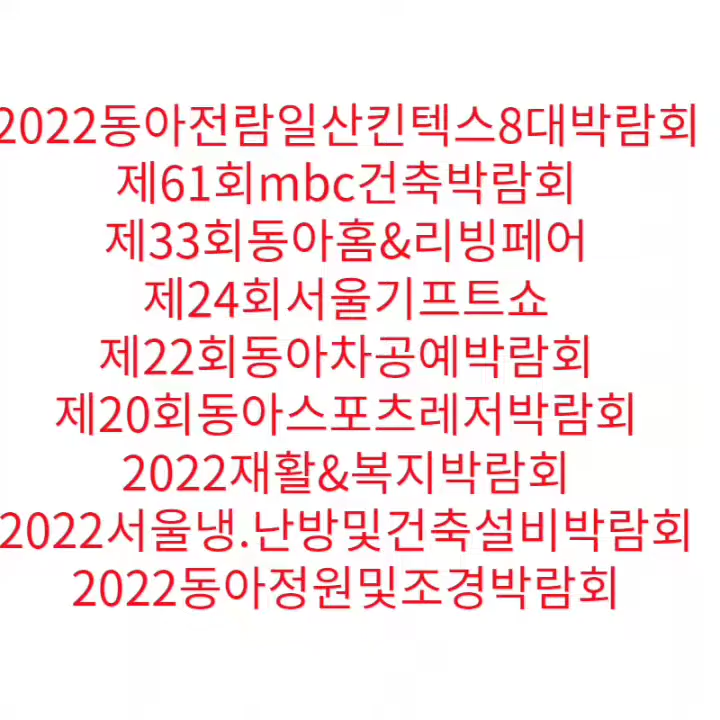 2022동아전람일산킨텍스8대박람회
제61회mbc건축박람회
제33회동아홈&리빙페어
제24회서울기프트쇼
제22회동아차공예박람회
제20회동아스포츠레저박람회
2022재활&복지박람회
2022서울냉.난방및건축설비박람회
2022동아정원및조경박람회